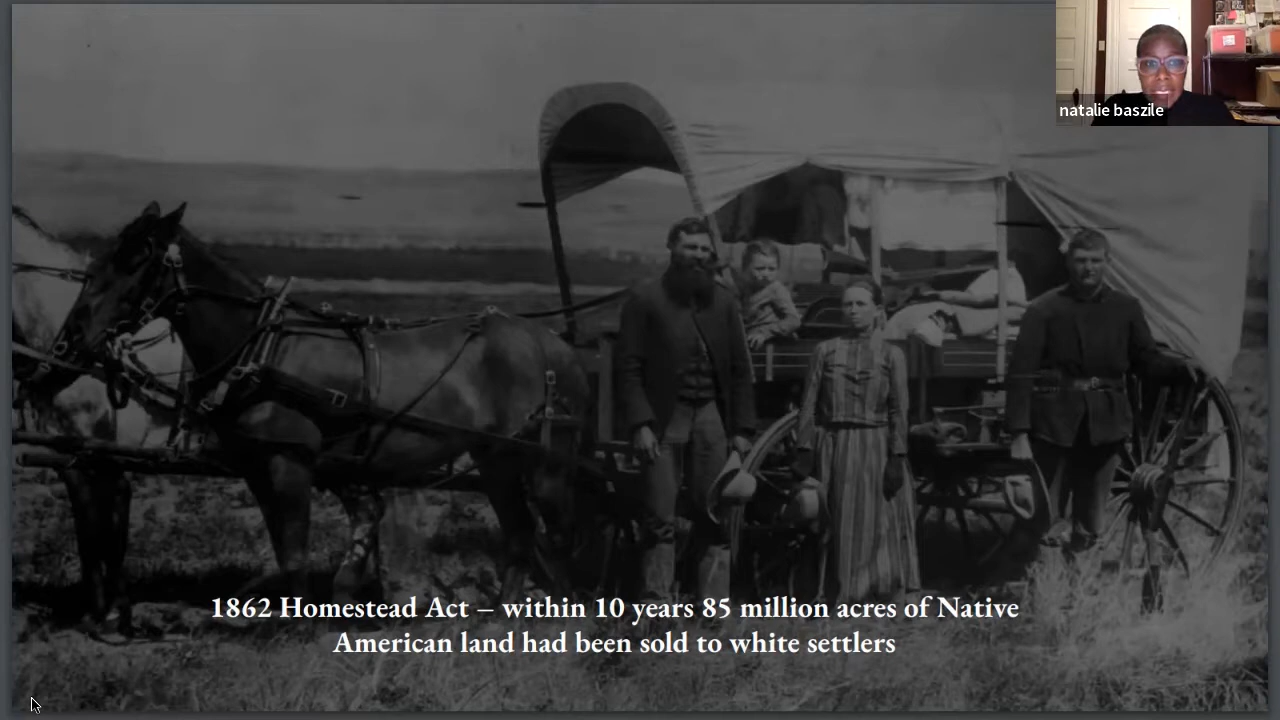 natalie baszile
1862 Homestead Act – within 10 years 85 million acres of Native
American land had been sold to white settlers